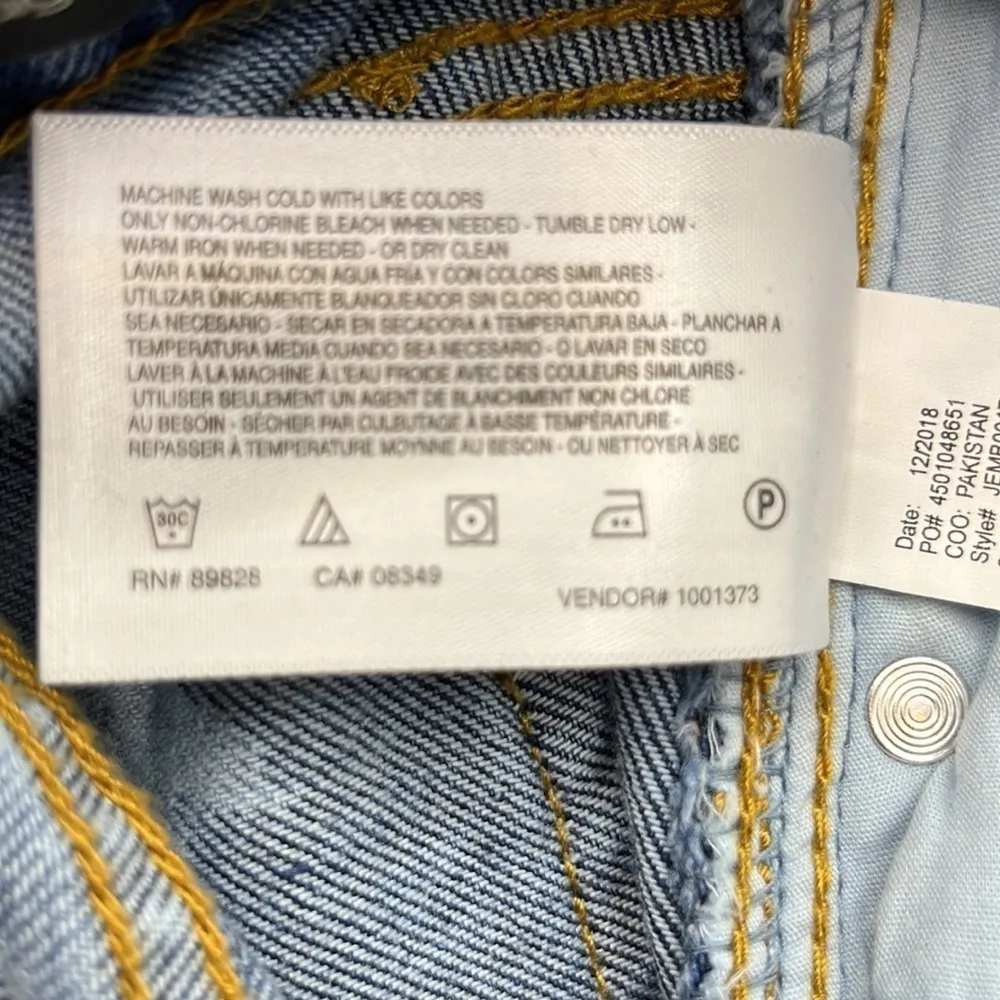 MACHINE WASH COLD WITH LIKE COLORS
ONLY NON-CHLORINE BLEACH WHEN NEEDED - TUMBLE DRY LOW -
WARM IRON WHEN NEEDED - OR DRY CLEAN
LAVAR A MÁQUINA CON AGUA FRÍA Y CON COLORS SIMILARES -
UTILIZAR ÚNICAMENTE BLANQUEADOR SIN CLORO CUANDO
SEA NECESARIO - SECAR EN SECADORA A TEMPERATURA BAJA - PLANCHAR A
TEMPERATURA MEDIA CUANDO SEA NECESARIO - O LAVAR EN SECO
LAVER À LA MACHINE À L'EAU FROIDE AVEC DES COULEURS SIMILAIRES -
UTILISER SEULEMENT UN AGENT DE BLANCHIMENT NON CHLORÉ
AU BESOIN - SÉCHER PAR CULBUTAGE À BASSE TEMPÉRATURE -
REPASSER À TEMPERATURE MOYNNE AU BESOIN - OU NETTOYER À SEC
30C
P
RN# 89828 CA# 08349
VENDOR# 1001373
Date: 12/2018
PO# 4501048651
COO: PAKISTAN
Style#